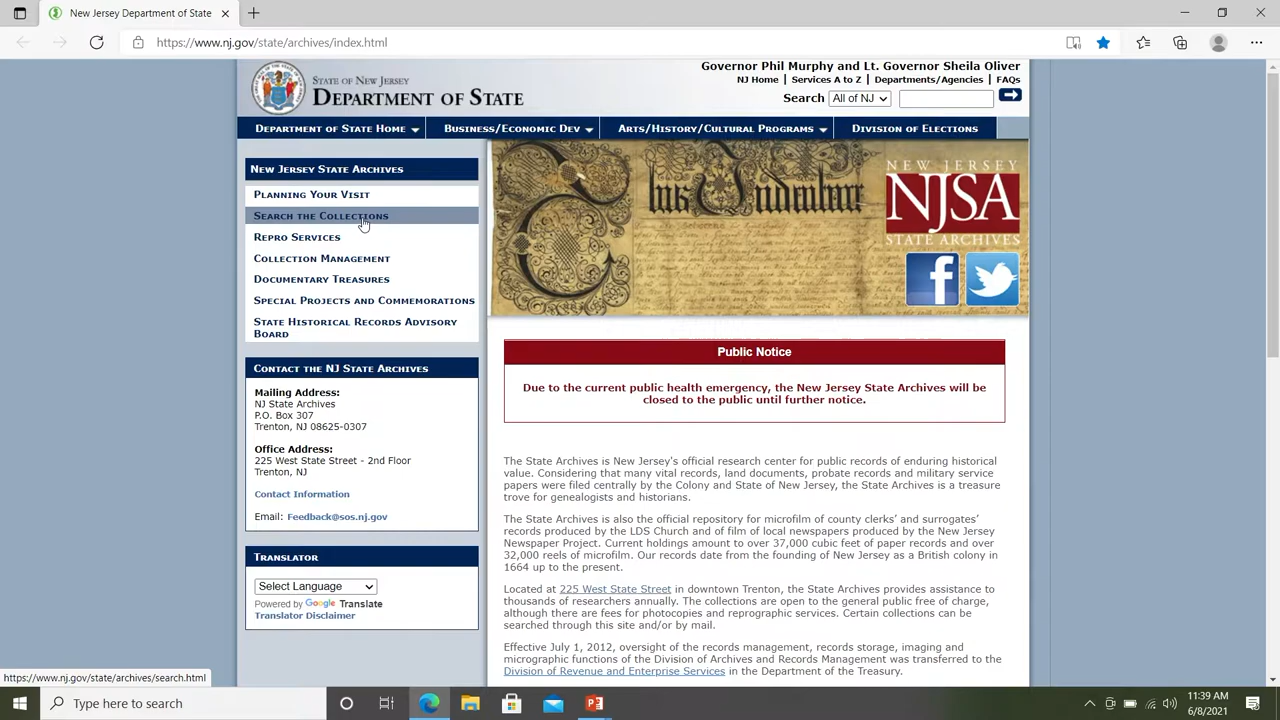 New Jersey Department of State
https://www.nj.gov/state/archives/index.html
Governor Phil Murphy and Lt. Governor Sheila Oliver
NJ Home | Services A to Z | Departments/Agencies | FAQs
Search All of NJ
STATE OF NEW JERSEY
DEPARTMENT OF STATE
DEPARTMENT OF STATE HOME
BUSINESS/ECONOMIC DEV
ARTS/HISTORY/CULTURAL PROGRAMS
DIVISION OF ELECTIONS
NEW JERSEY STATE ARCHIVES
PLANNING YOUR VISIT
SEARCH THE COLLECTIONS
REPRO SERVICES
COLLECTION MANAGEMENT
DOCUMENTARY TREASURES
SPECIAL PROJECTS AND COMMEMORATIONS
STATE HISTORICAL RECORDS ADVISORY
BOARD
CONTACT THE NJ STATE ARCHIVES
Mailing Address:
NJ State Archives
P.O. Box 307
Trenton, NJ 08625-0307
Office Address:
225 West State Street - 2nd Floor
Trenton, NJ
Contact Information
Email: Feedback@sos.nj.gov
TRANSLATOR
Select Language
Powered by Google Translate
Translator Disclaimer
NEW JERSEY
NJSA
STATE ARCHIVES
Public Notice
Due to the current public health emergency, the New Jersey State Archives will be
closed to the public until further notice.
The State Archives is New Jersey's official research center for public records of enduring historical
value. Considering that many vital records, land documents, probate records and military service
papers were filed centrally by the Colony and State of New Jersey, the State Archives is a treasure
trove for genealogists and historians.
The State Archives is also the official repository for microfilm of county clerks' and surrogates'
records produced by the LDS Church and of film of local newspapers produced by the New Jersey
Newspaper Project. Current holdings amount to over 37,000 cubic feet of paper records and over
32,000 reels of microfilm. Our records date from the founding of New Jersey as a British colony in
1664 up to the present.
Located at 225 West State Street in downtown Trenton, the State Archives provides assistance to
thousands of researchers annually. The collections are open to the general public free of charge,
although there are fees for photocopies and reprographic services. Certain collections can be
searched through this site and/or by mail.
Effective July 1, 2012, oversight of the records management, records storage, imaging and
micrographic functions of the Division of Archives and Records Management was transferred to the
Division of Revenue and Enterprise Services in the Department of the Treasury.
https://www.nj.gov/state/archives/search.html
Type here to search
11:39 AM
6/8/2021